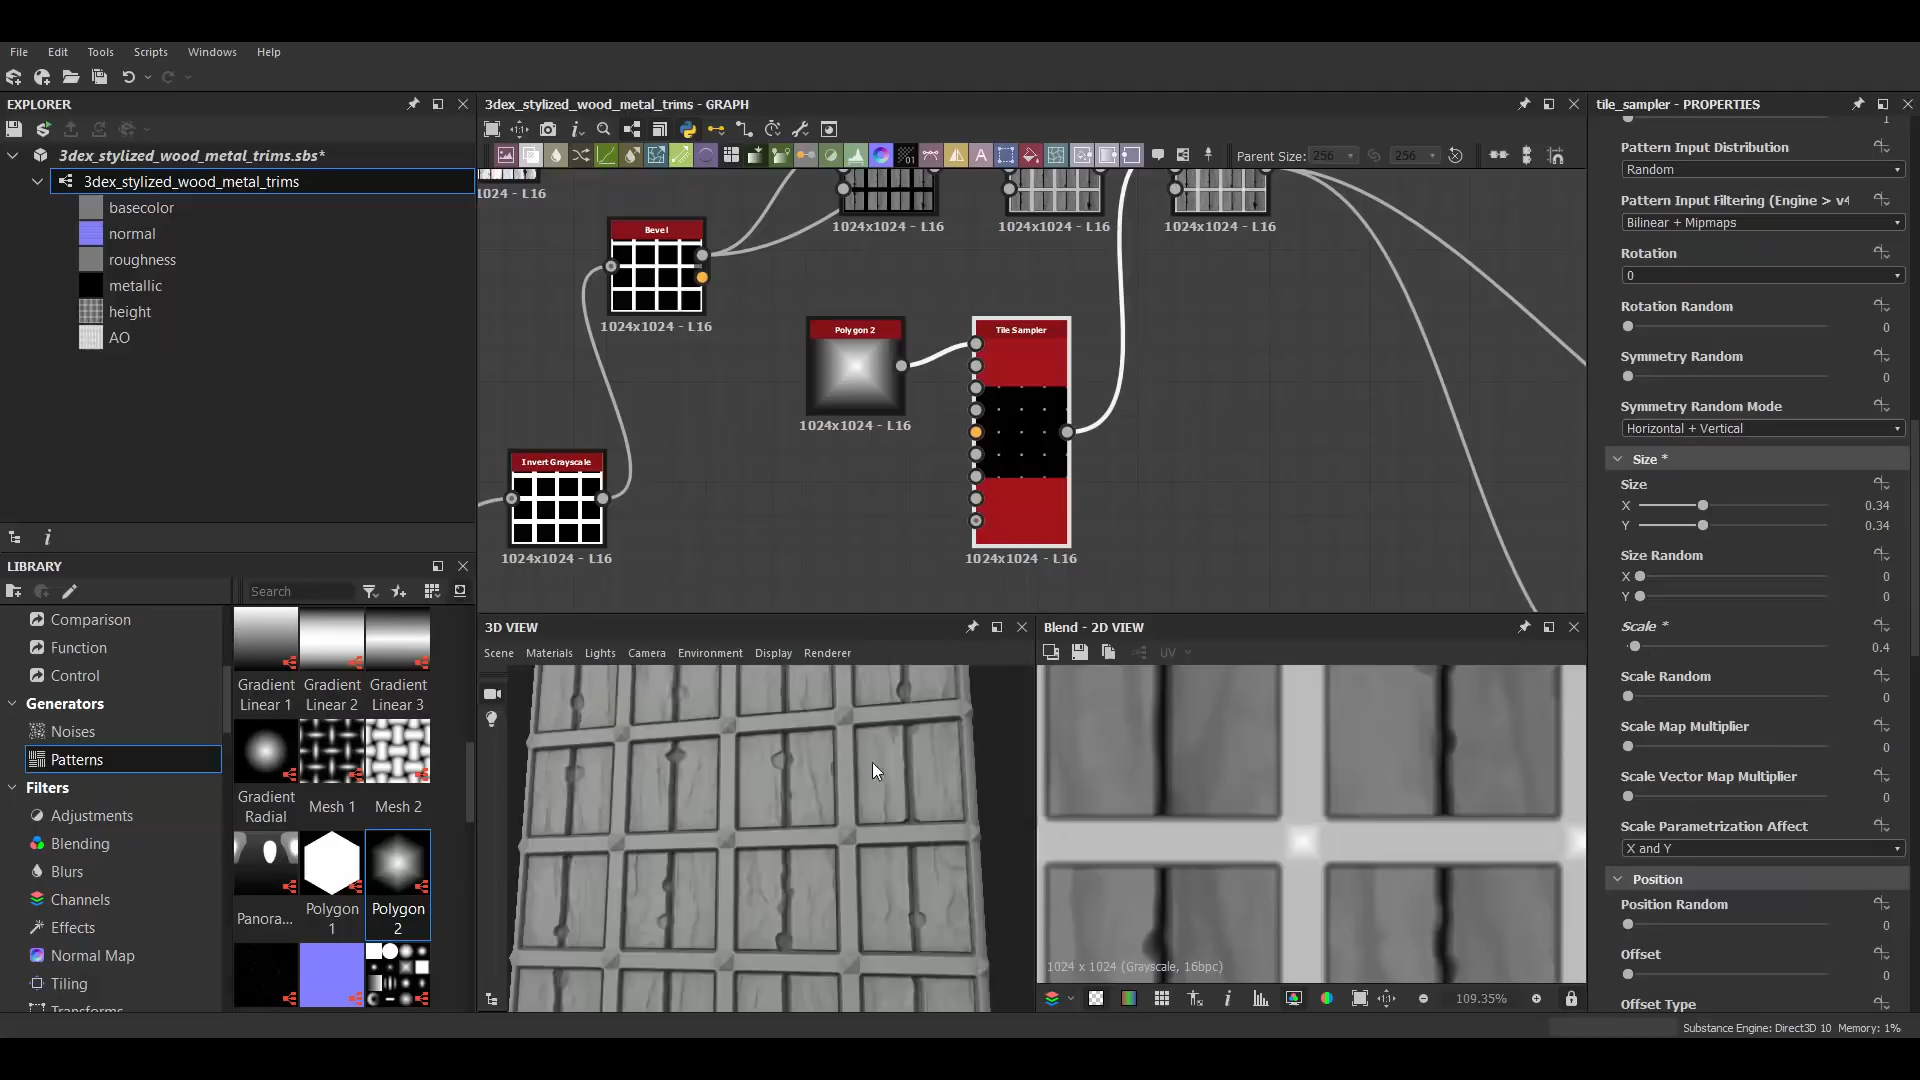 File Edit Tools Scripts Windows Help
EXPLORER
3dex_stylized_wood_metal_trims.sbs*
3dex_stylized_wood_metal_trims
basecolor
normal
roughness
metallic
height
AO
LIBRARY
Search
Comparison
Function
Control
Generators
Noises
Patterns
Filters
Adjustments
Blending
Blurs
Channels
Effects
Normal Map
Tiling
Transforms
Gradient Linear 1
Gradient Linear 2
Gradient Linear 3
Gradient Radial
Mesh 1
Mesh 2
Panora...
Polygon 1
Polygon 2
3dex_stylized_wood_metal_trims - GRAPH
Parent Size: 256 256
1024 - L16
1024x1024 - L16
1024x1024 - L16
1024x1024 - L16
Bevel
1024x1024 - L16
Polygon 2
1024x1024 - L16
Tile Sampler
1024x1024 - L16
Invert Grayscale
1024x1024 - L16
3D VIEW
Scene Materials Lights Camera Environment Display Renderer
Blend - 2D VIEW
UV
1024 x 1024 (Grayscale, 16bpc)
109.35%
tile_sampler - PROPERTIES
1
Pattern Input Distribution
Random
Pattern Input Filtering (Engine > v4
Bilinear + Mipmaps
Rotation
0
Rotation Random
0
Symmetry Random
0
Symmetry Random Mode
Horizontal + Vertical
Size *
Size
X 0.34
Y 0.34
Size Random
X 0
Y 0
Scale *
0.4
Scale Random
0
Scale Map Multiplier
0
Scale Vector Map Multiplier
0
Scale Parametrization Affect
X and Y
Position
Position Random
0
Offset
0
Offset Type
Substance Engine: Direct3D 10 Memory: 1%